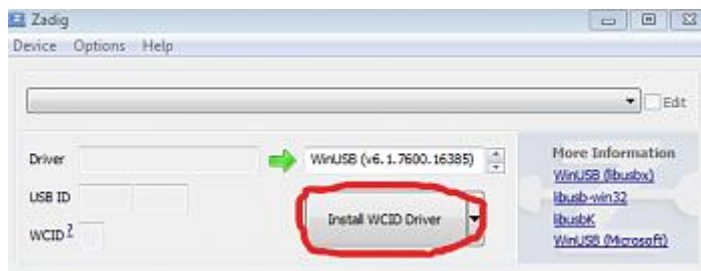 Zadig
Device Options Help
Edit
Driver
WinUSB (v6.1.7600.16385)
USB ID
WCID?
Install WCID Driver
More Information
WinUSB (libusbx)
libusb-win32
libusbK
WinUSB (Microsoft)